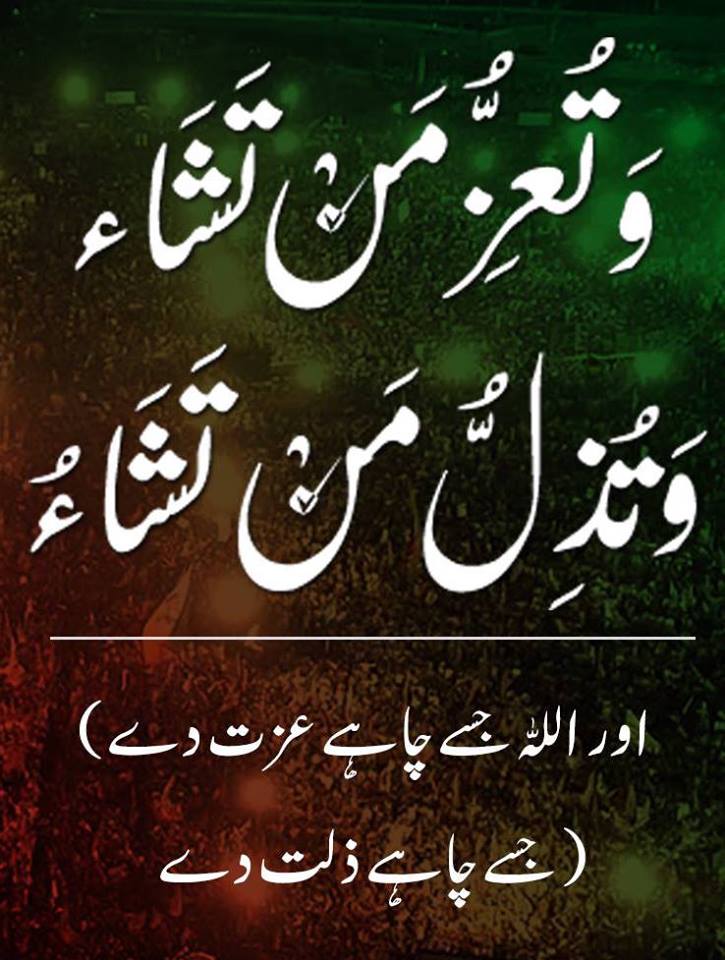 وَتُعِزُّ مَنْ تَشَاء
وَتُذِلُّ مَنْ تَشَاءُ
اور اللہ جسے چاہے عزت دے)
(جسے چاہے ذلت دے